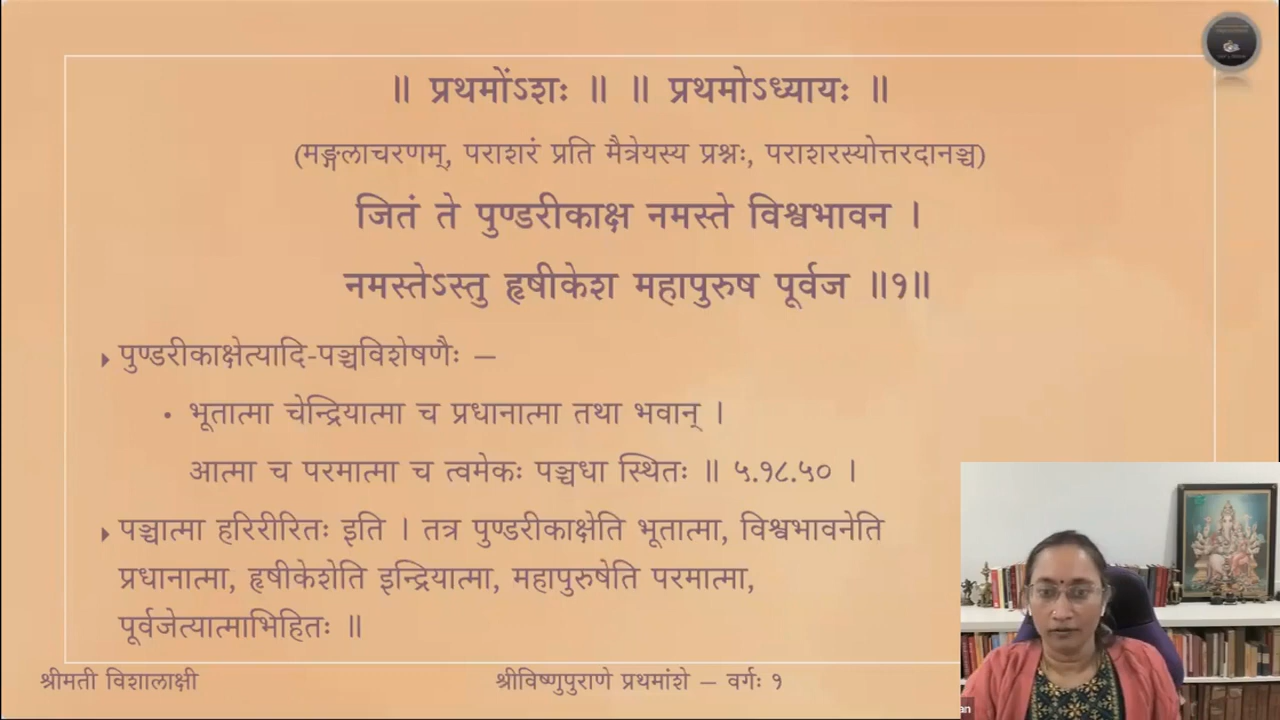 ॥ प्रथमोंऽशः ॥ ॥ प्रथमोऽध्यायः ॥
(मङ्गलाचरणम्, पराशरं प्रति मैत्रेयस्य प्रश्नः, पराशरस्योत्तरदानञ्च)
जितं ते पुण्डरीकाक्ष नमस्ते विश्वभावन ।
नमस्तेऽस्तु हृषीकेश महापुरुष पूर्वज ॥१॥
पुण्डरीकाक्षेत्यादि-पञ्चविशेषणैः –
• भूतात्मा चेन्द्रियात्मा च प्रधानात्मा तथा भवान् ।
आत्मा च परमात्मा च त्वमेकः पञ्चधा स्थितः ॥ ५.१८.५० ।
पञ्चात्मा हरिरीरितः इति । तत्र पुण्डरीकाक्षेति भूतात्मा, विश्वभावनेति
प्रधानात्मा, हृषीकेशेति इन्द्रियात्मा, महापुरुषेति परमात्मा,
पूर्वजेत्यात्माभिहितः ॥
श्रीमती विशालाक्षी
श्रीविष्णुपुराणे प्रथमांशे – वर्गः १